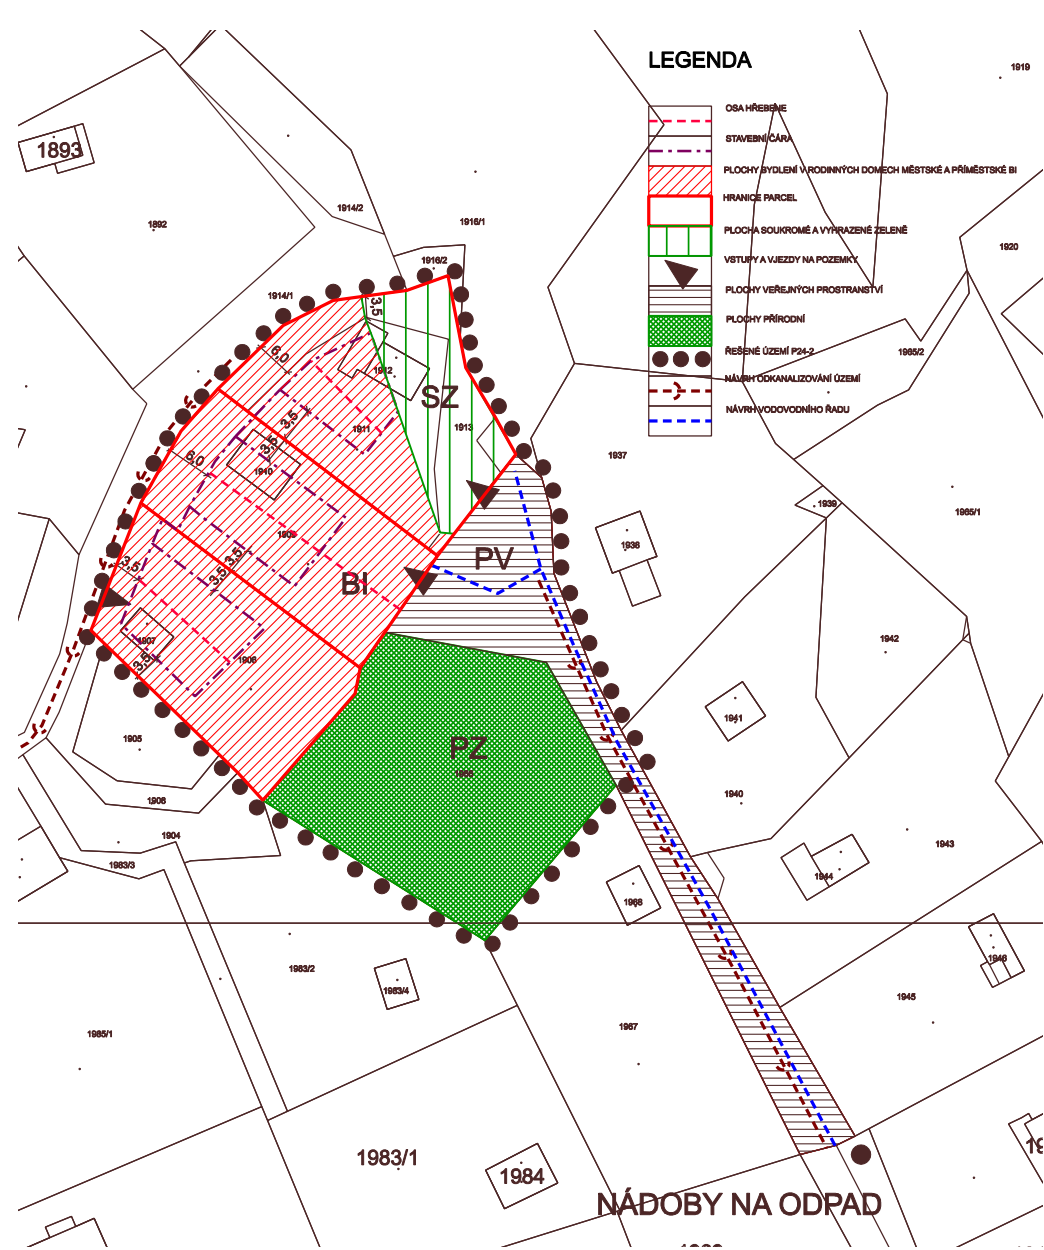 LEGENDA
OSA HŘEBENE
STAVEBNÍ ČÁRA
PLOCHY BYDLENÍ V RODINNÝCH DOMECH MĚSTSKÉ A PŘÍMĚSTSKÉ BI
HRANICE PARCEL
PLOCHA SOUKROMÉ A VYHRAZENÉ ZELENĚ
VSTUPY A VJEZDY NA POZEMKY
PLOCHY VEŘEJNÝCH PROSTRANSTVÍ
PLOCHY PŘÍRODNÍ
ŘEŠENÉ ÚZEMÍ P24-2
NÁVRH ODKANALIZOVÁNÍ ÚZEMÍ
NÁVRH VODOVODNÍHO ŘADU
1919
1893
1914/2
1916/1
1892
1920
1916/2
1914/1
3,5
1965/2
6,0
1912
SZ
3,5
1911
1913
3,5
1937
6,0
1910
1939
1965/1
1909
1936
3,5
PV
3,5
3,5
BI
1907
1942
3,5
1906
1941
1905
PZ
1940
1906
1904
1943
1983/3
1944
1968
1946
1983/2
1983/4
1945
1985/1
1967
1983/1
1984
NÁDOBY NA ODPAD